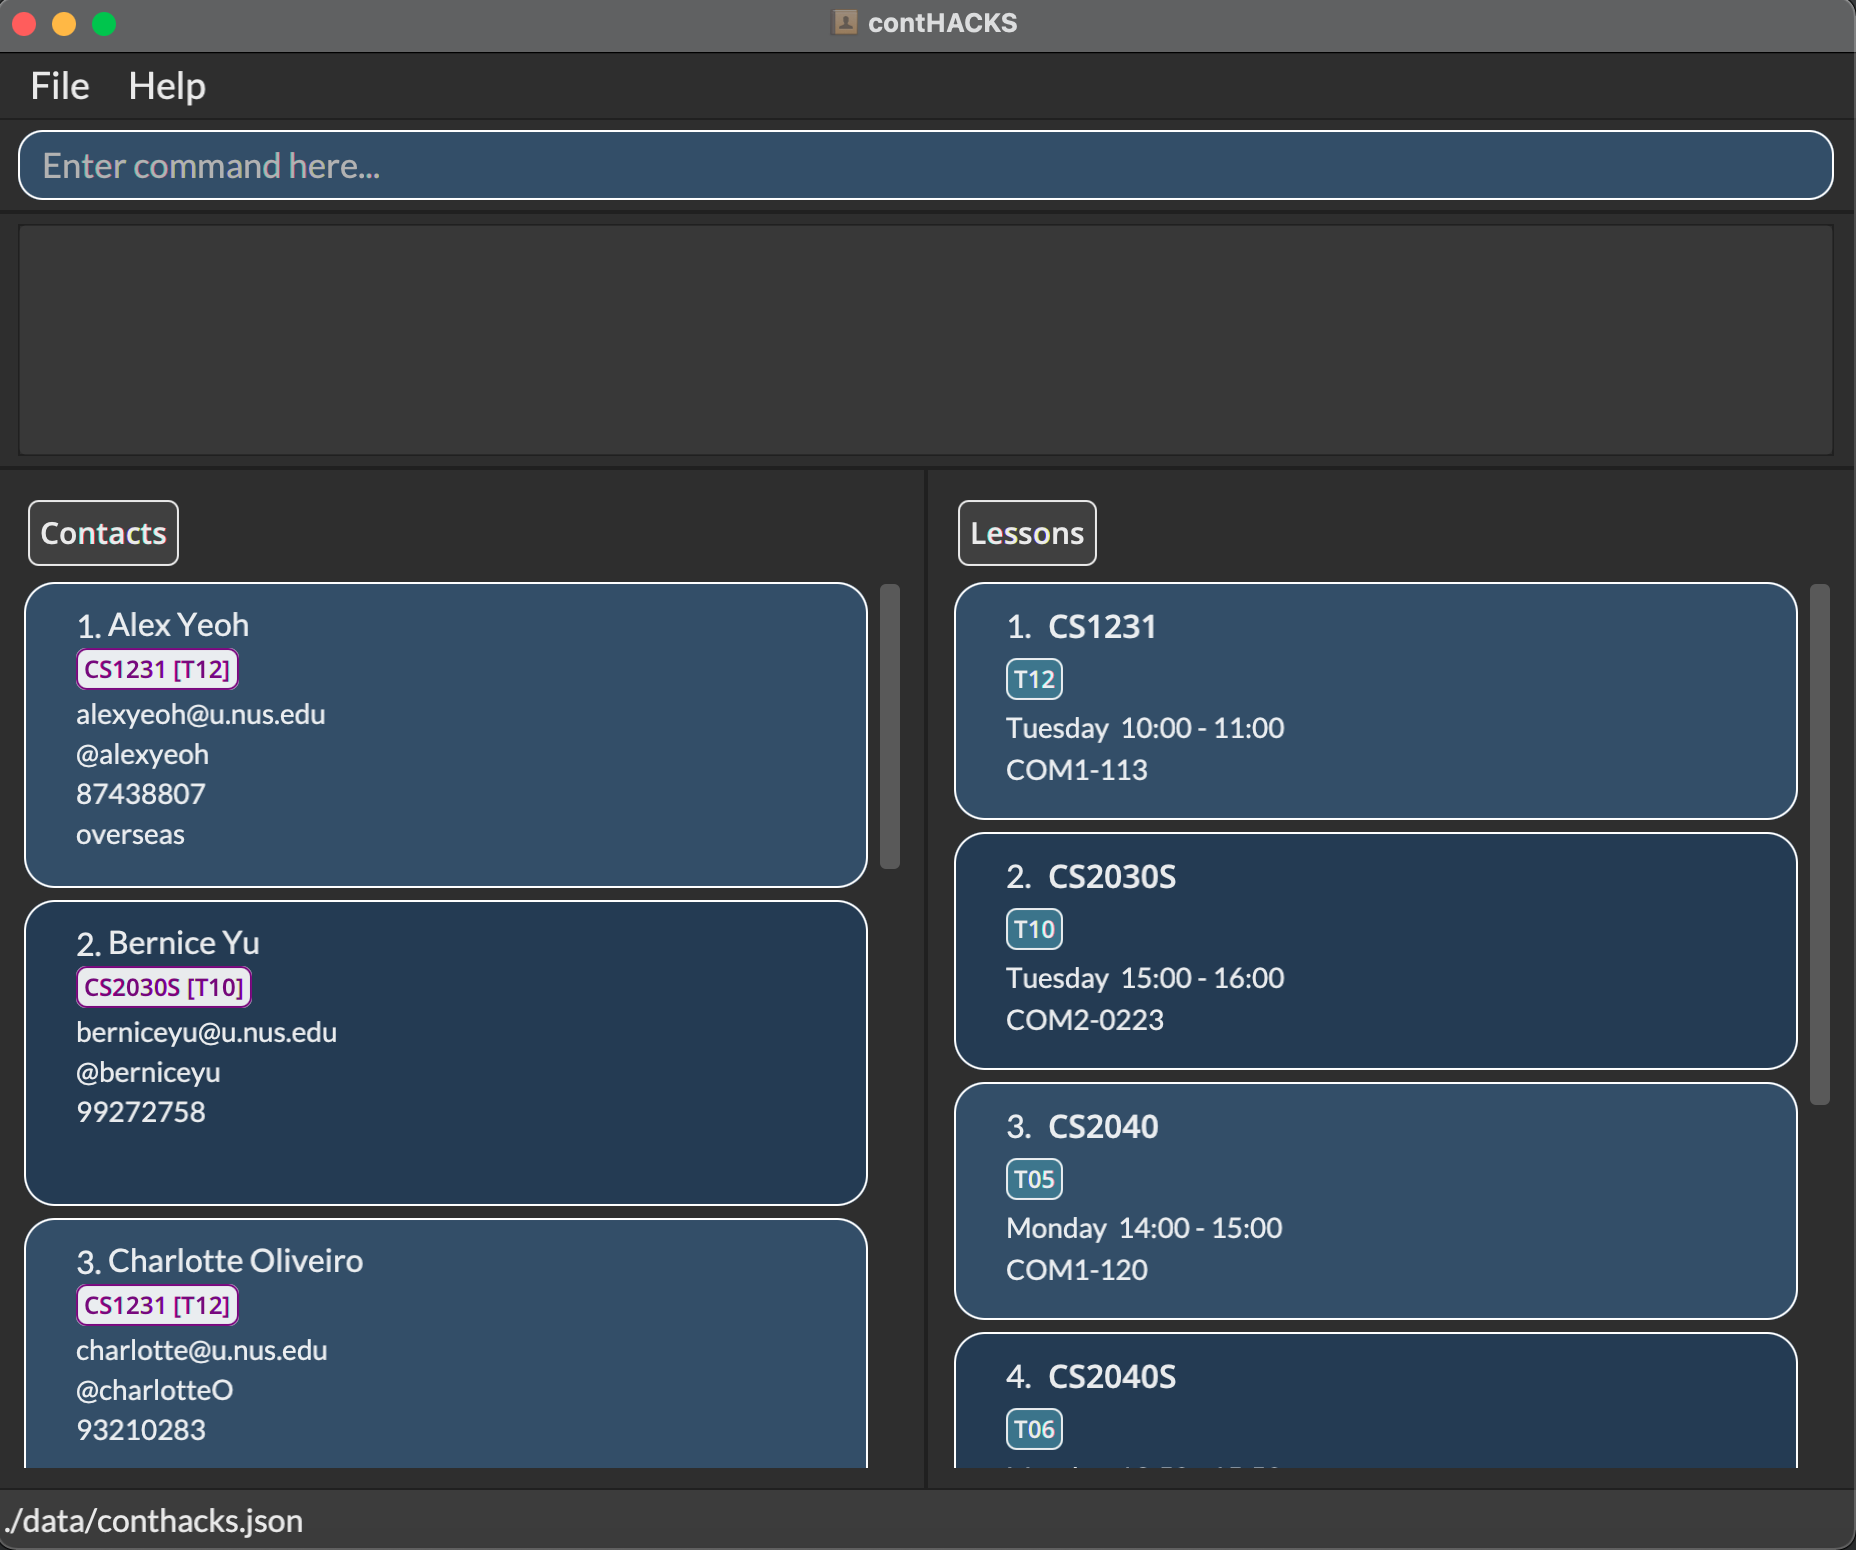 contHACKS
File Help
Enter command here...
Contacts
1. Alex Yeoh
CS1231 [T12]
alexyeoh@u.nus.edu
@alexyeoh
87438807
overseas
2. Bernice Yu
CS2030S [T10]
berniceyu@u.nus.edu
@berniceyu
99272758
3. Charlotte Oliveiro
CS1231 [T12]
charlotte@u.nus.edu
@charlotteO
93210283
Lessons
1. CS1231
T12
Tuesday 10:00 - 11:00
COM1-113
2. CS2030S
T10
Tuesday 15:00 - 16:00
COM2-0223
3. CS2040
T05
Monday 14:00 - 15:00
COM1-120
4. CS2040S
T06
./data/conthacks.json